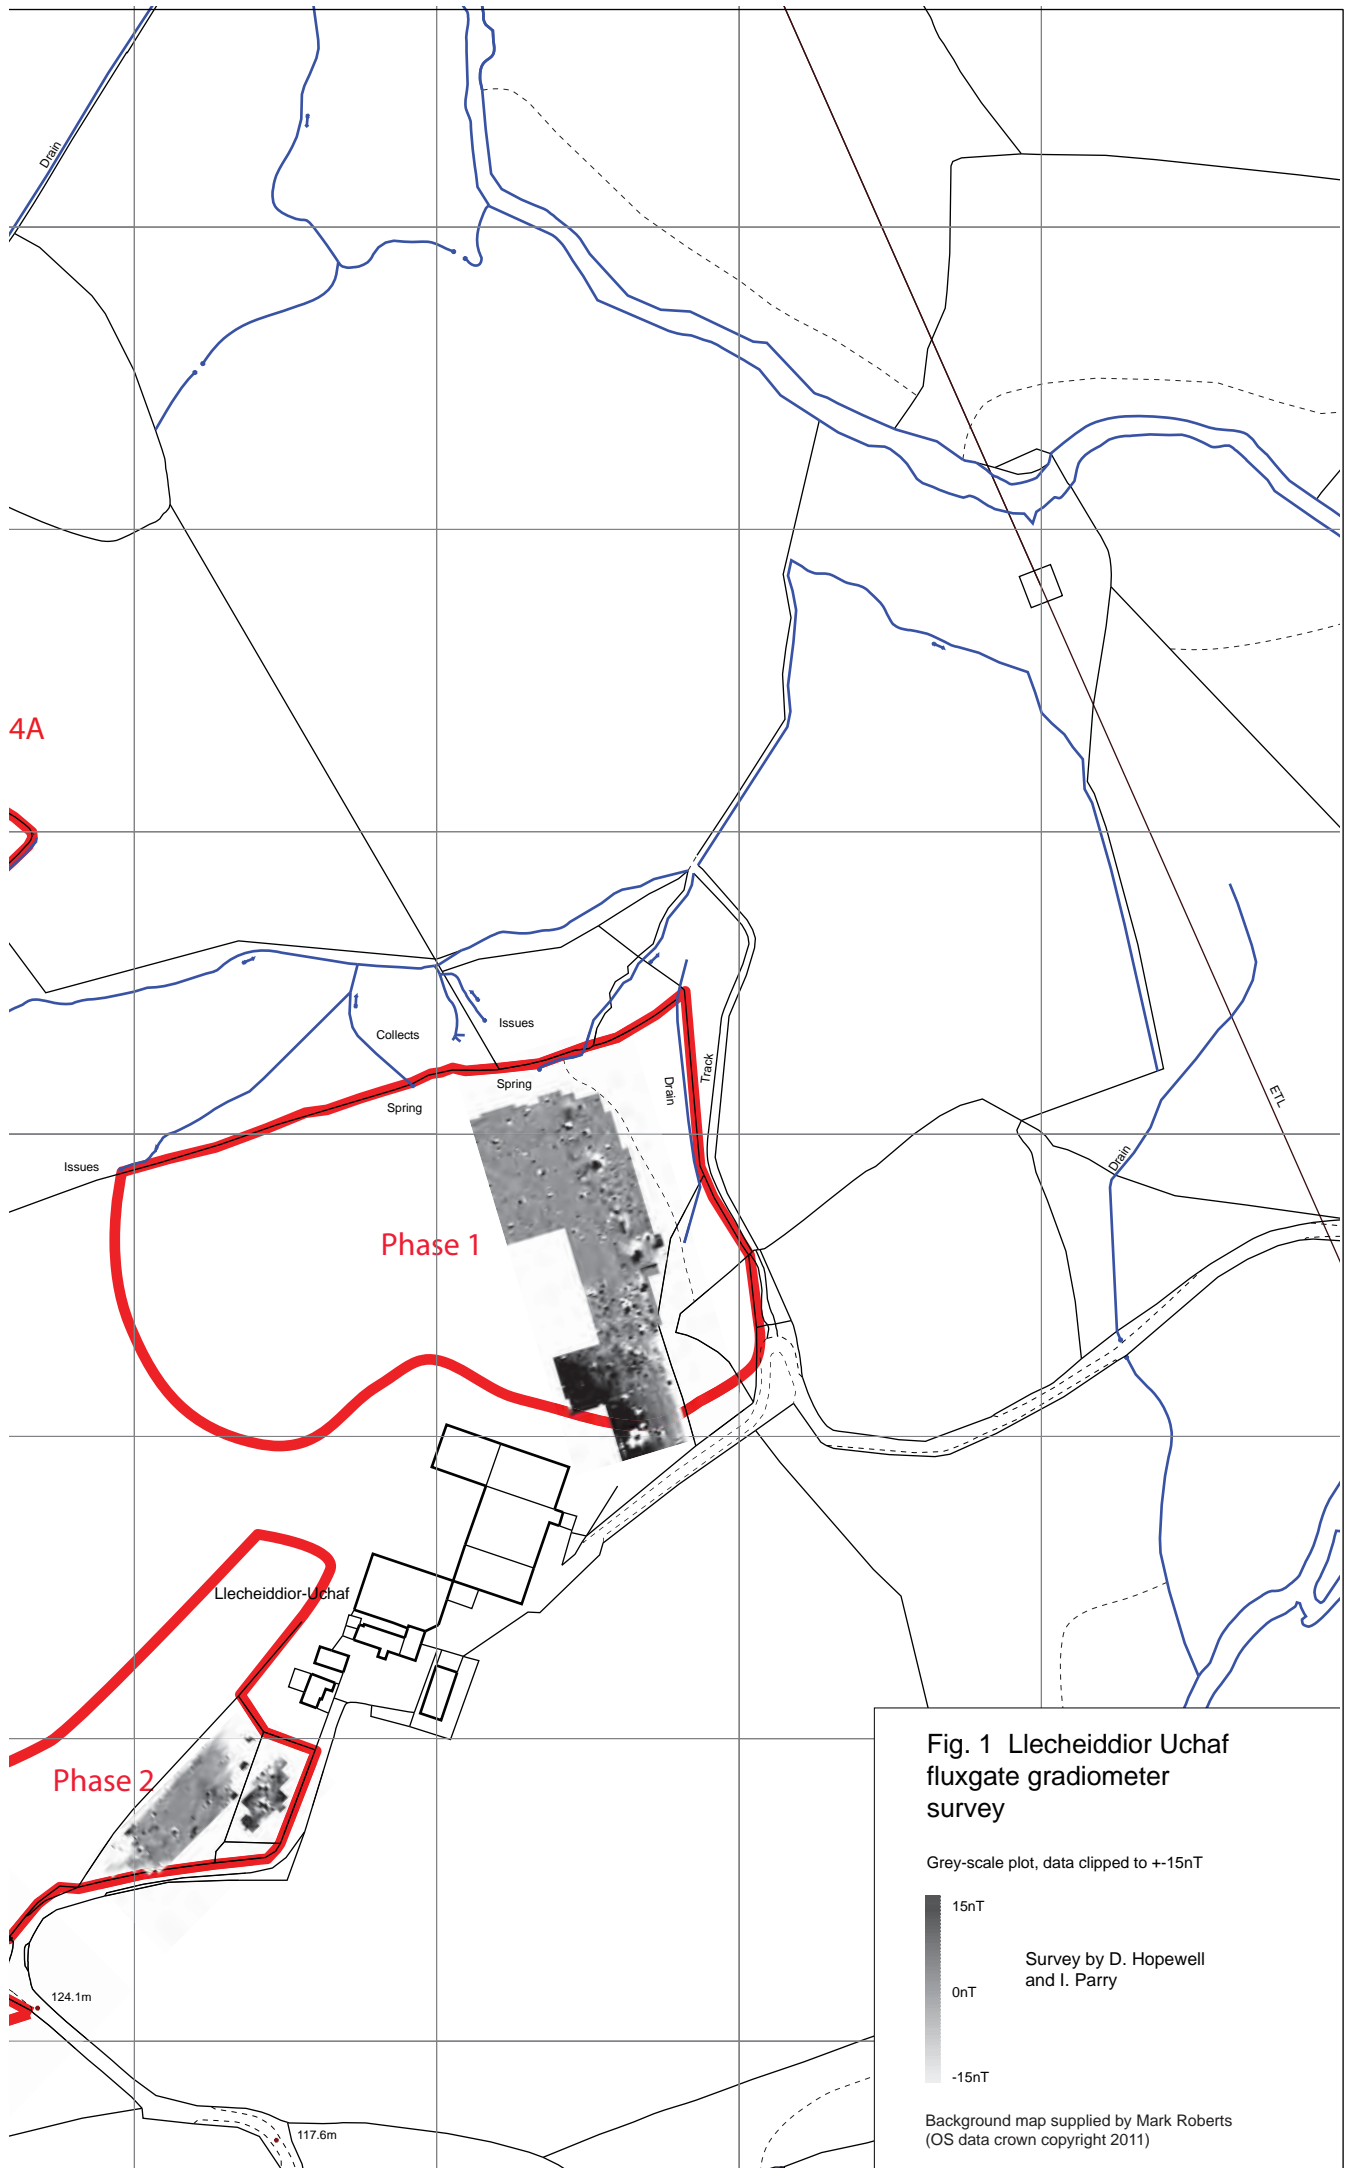 Drain
4A
Issues
Collects
Spring
Track
Drain
Spring
ETL
Drain
Issues
Phase 1
Llecheiddior-Uchaf
Phase 2
124.1m
117.6m
Fig. 1 Llecheiddior Uchaf
fluxgate gradiometer
survey
Grey-scale plot, data clipped to +-15nT
15nT
Survey by D. Hopewell
and I. Parry
0nT
-15nT
Background map supplied by Mark Roberts
(OS data crown copyright 2011)